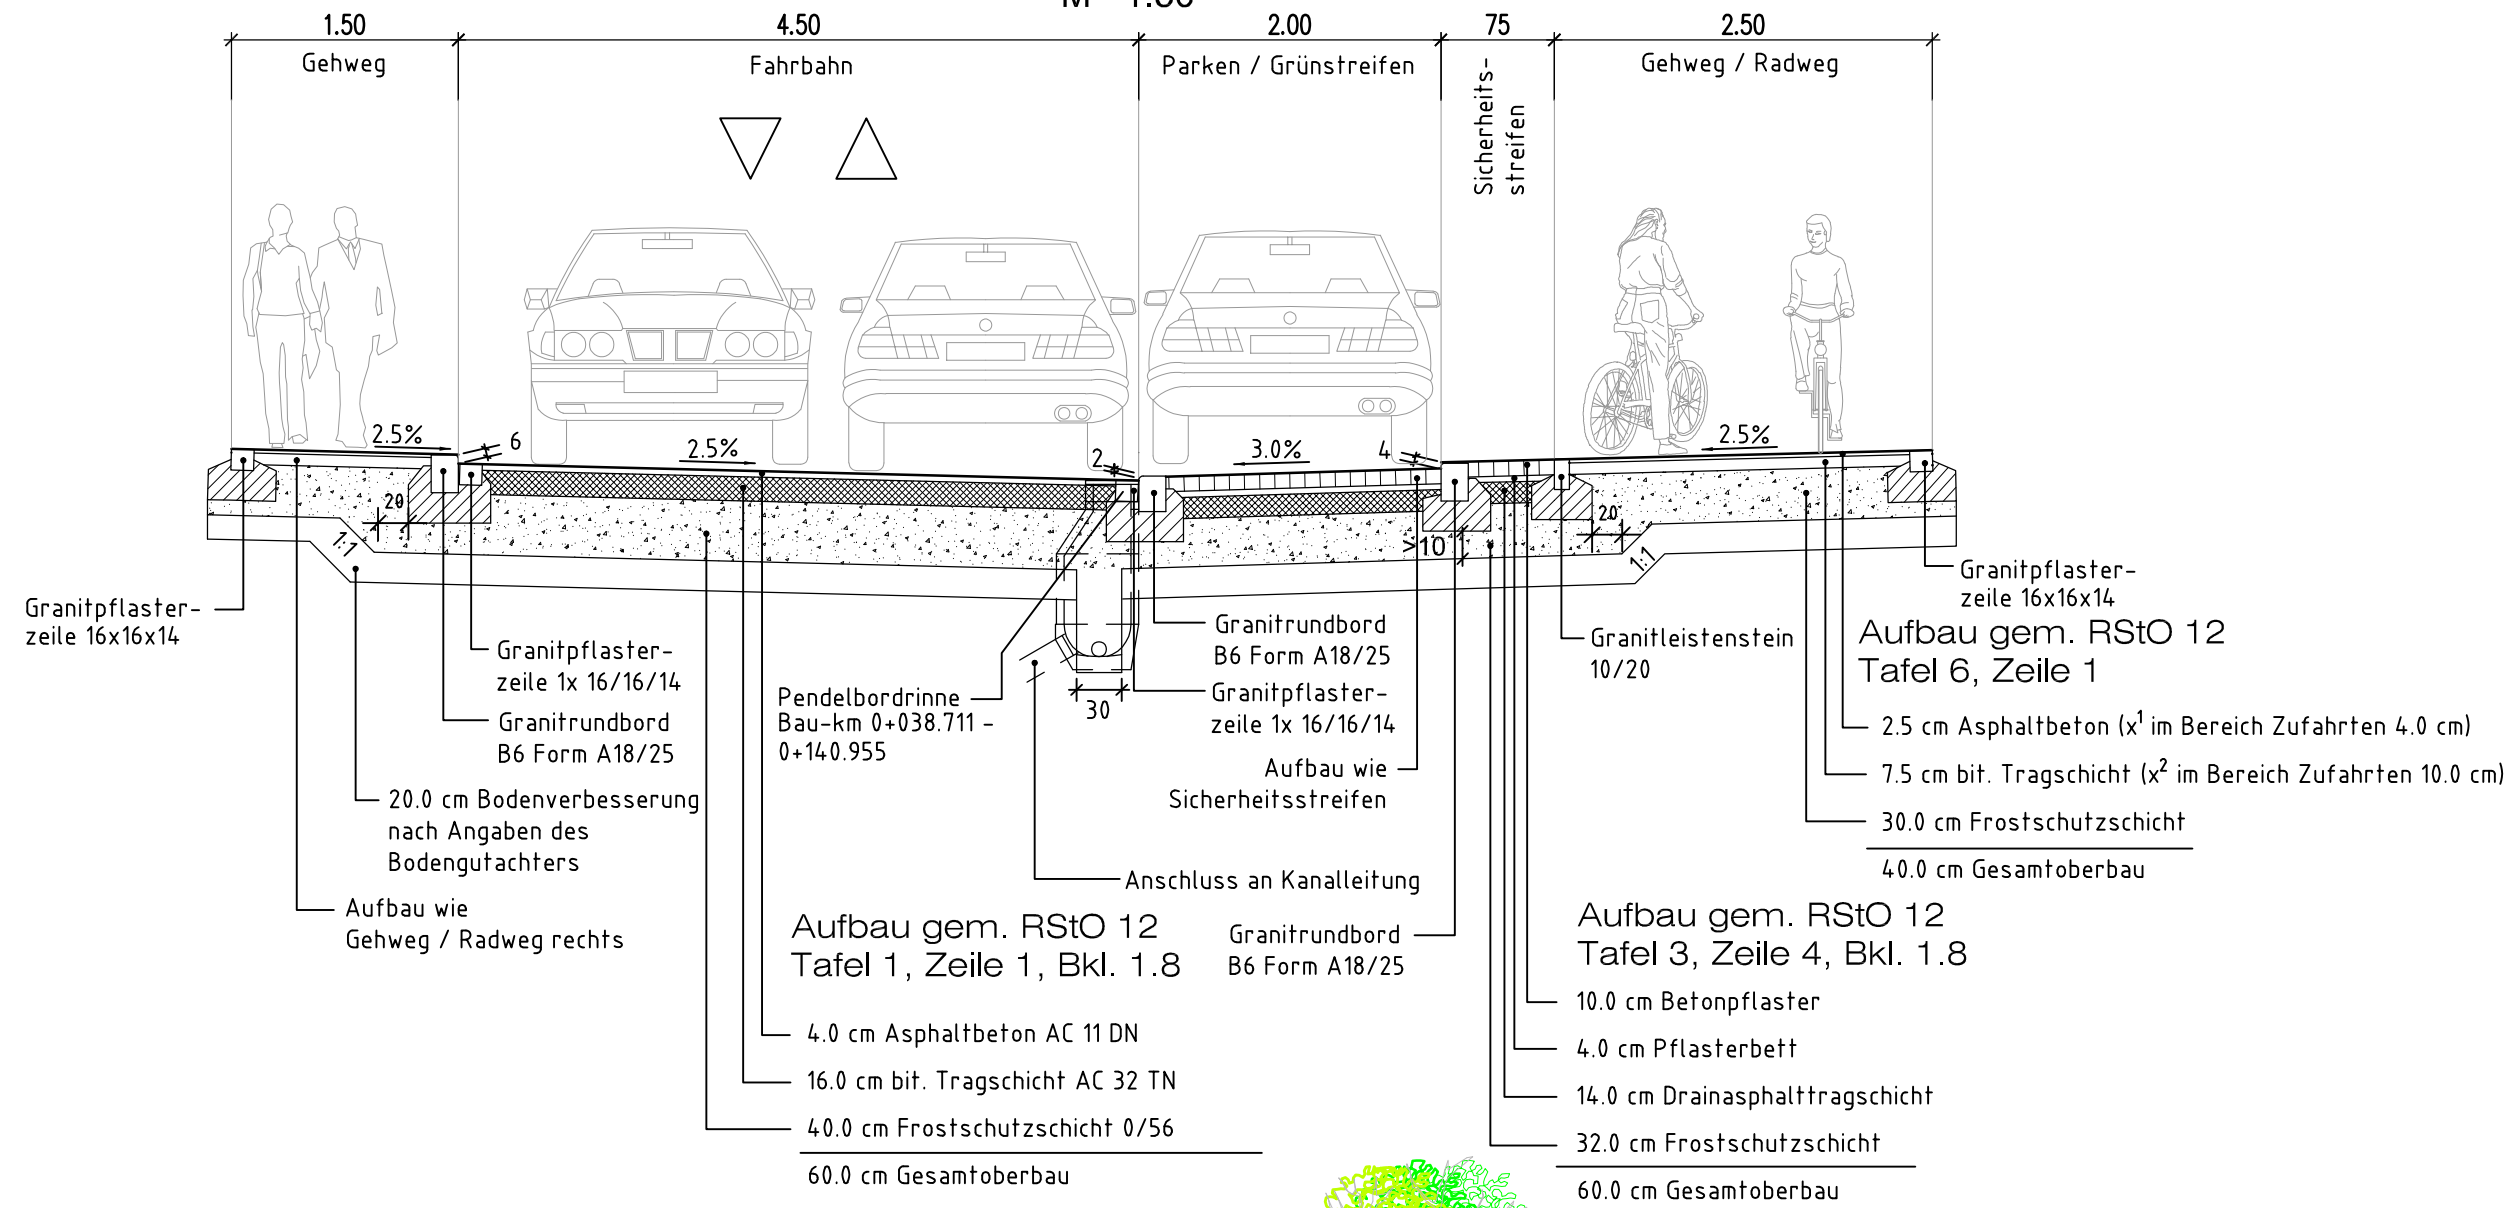 M 1:50
1.50
4.50
2.00
75
2.50
Gehweg
Fahrbahn
Parken / Grünstreifen
Sicherheits-
streifen
Gehweg / Radweg
2.5%
6
2.5%
2
3.0%
4
2.5%
20
1:1
>10
20
1:1
30
Granitpflaster-
zeile 16x16x14
Granitpflaster-
zeile 1x 16/16/14
Granitrundbord
B6 Form A18/25
20.0 cm Bodenverbesserung
nach Angaben des
Bodengutachters
Aufbau wie
Gehweg / Radweg rechts
Pendelbordrinne
Bau-km 0+038.711 -
0+140.955
Granitrundbord
B6 Form A18/25
Granitpflaster-
zeile 1x 16/16/14
Aufbau wie
Sicherheitsstreifen
Anschluss an Kanalleitung
Granitrundbord
B6 Form A18/25
Granitleistenstein
10/20
Granitpflaster-
zeile 16x16x14
Aufbau gem. RStO 12
Tafel 6, Zeile 1
2.5 cm Asphaltbeton (x¹ im Bereich Zufahrten 4.0 cm)
7.5 cm bit. Tragschicht (x² im Bereich Zufahrten 10.0 cm)
30.0 cm Frostschutzschicht
40.0 cm Gesamtoberbau
Aufbau gem. RStO 12
Tafel 1, Zeile 1, Bkl. 1.8
4.0 cm Asphaltbeton AC 11 DN
16.0 cm bit. Tragschicht AC 32 TN
40.0 cm Frostschutzschicht 0/56
60.0 cm Gesamtoberbau
Aufbau gem. RStO 12
Tafel 3, Zeile 4, Bkl. 1.8
10.0 cm Betonpflaster
4.0 cm Pflasterbett
14.0 cm Drainasphalttragschicht
32.0 cm Frostschutzschicht
60.0 cm Gesamtoberbau